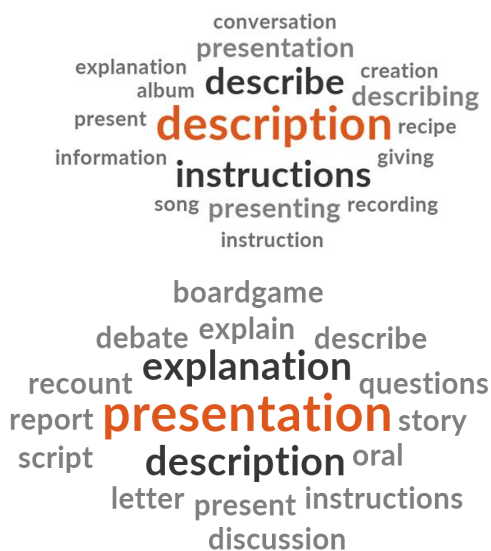 conversation
presentation
explanation describe creation
album describing
present description recipe
information instructions giving
song presenting recording
instruction
boardgame
debate explain describe
explanation
recount questions
report presentation story
script description oral
letter present instructions
discussion